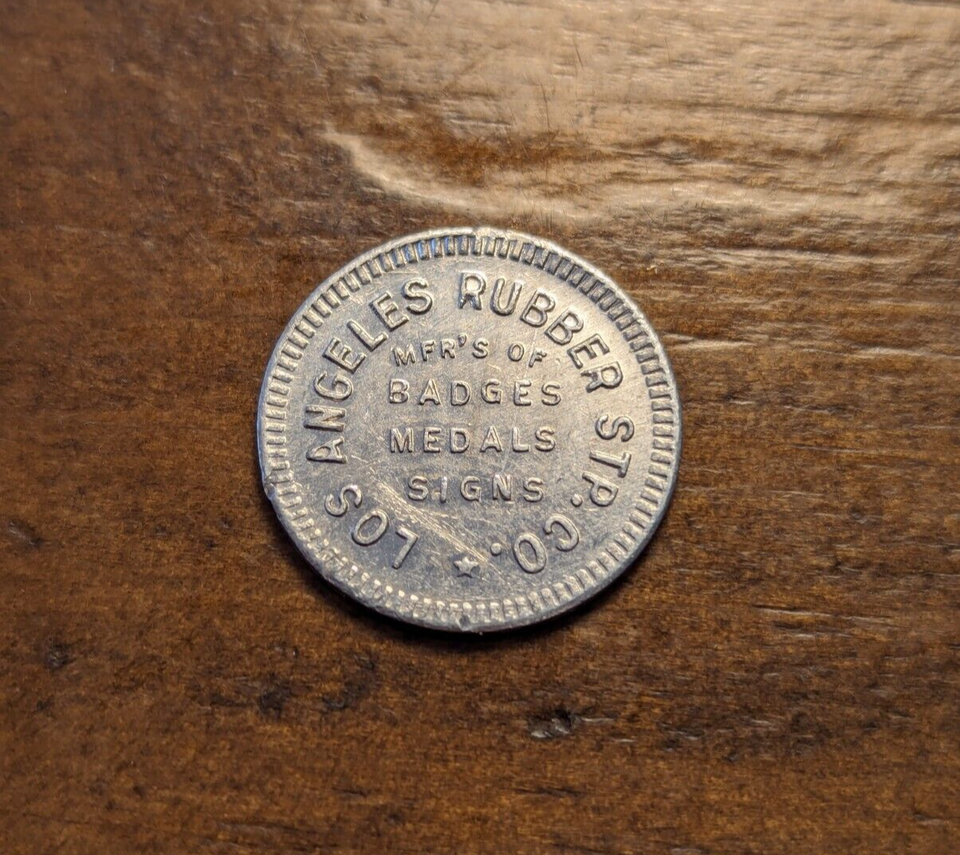 LOS ANGELES RUBBER STP. CO.
MFR'S OF
BADGES
MEDALS
SIGNS